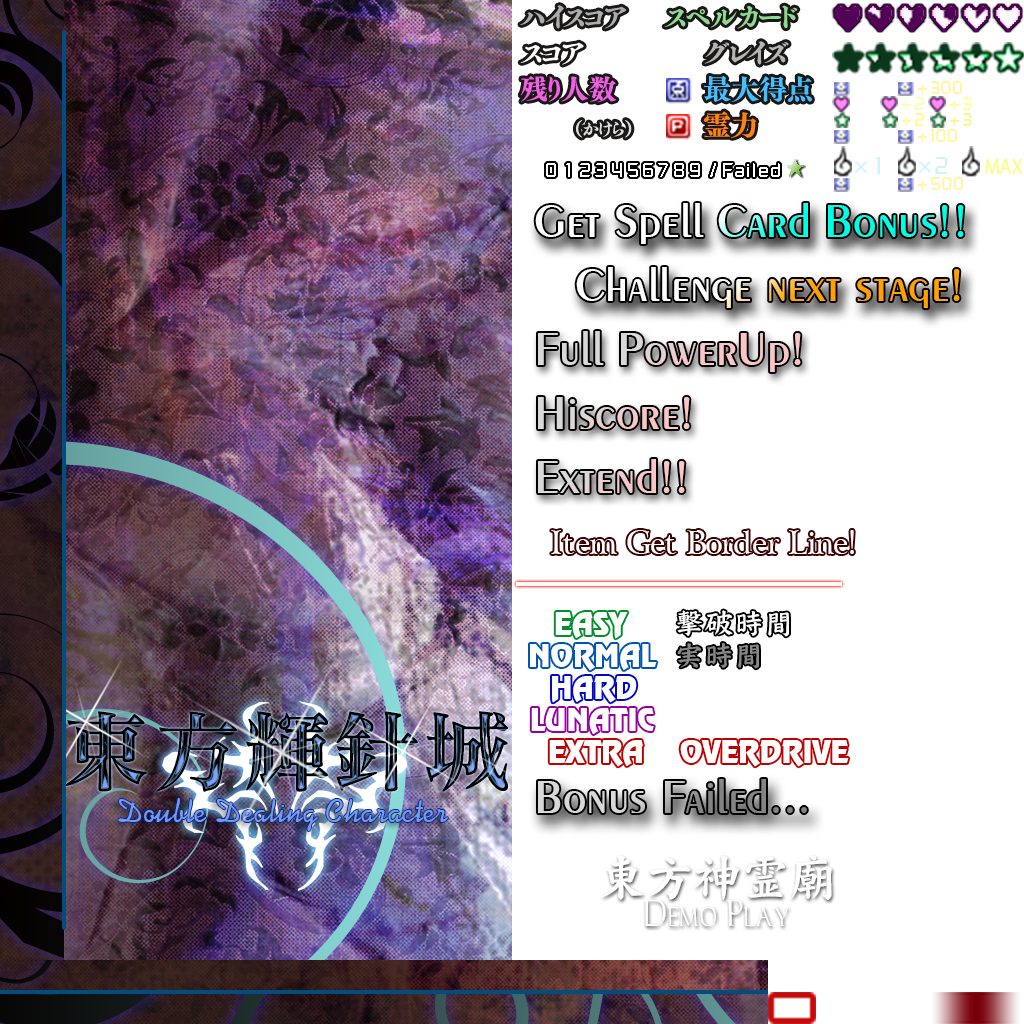 ハイスコア スペルカード
スコア グレイズ
残り人数 最大得点
(かけら) P 霊力
0123456789/Failed
+300
+2 +3
+2 +3
+100
×1 ×2 MAX
+500
Get Spell Card Bonus!!
Challenge next stage!
Full PowerUp!
Hiscore!
Extend!!
Item Get Border Line!
EASY 撃破時間
NORMAL 実時間
HARD
LUNATIC
EXTRA OVERDRIVE
Bonus Failed...
東方輝針城
Double Dealing Character
東方神霊廟
Demo Play